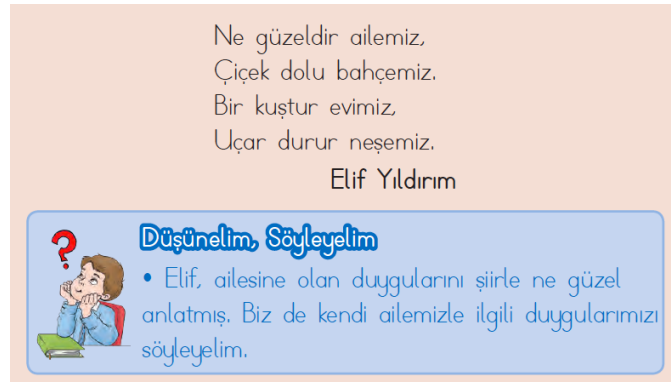 Ne güzeldir ailemiz,
Çiçek dolu bahçemiz.
Bir kuştur evimiz,
Uçar durur neşemiz.
Elif Yıldırım
?
Düşünelim, Söyleyelim
• Elif, ailesine olan duygularını şiirle ne güzel
anlatmış. Biz de kendi ailemizle ilgili duygularımızı
söyleyelim.